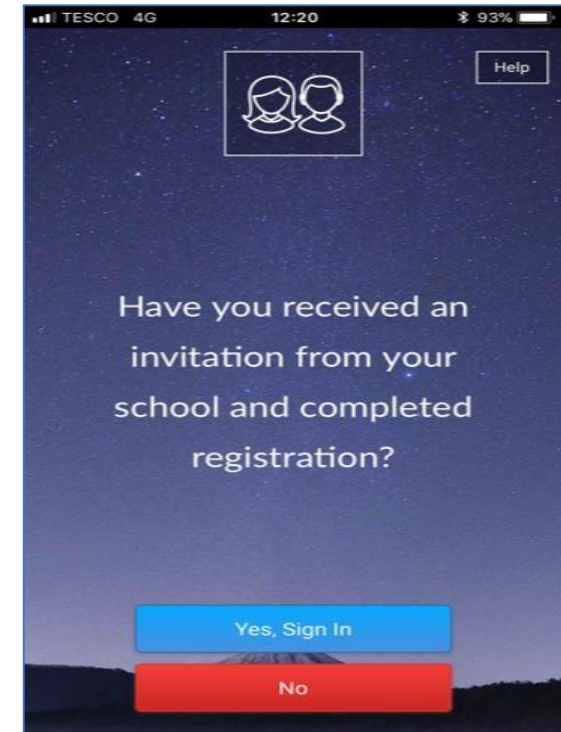 TESCO 4G 12:20 93%
Help
Have you received an
invitation from your
school and completed
registration?
Yes, Sign In
No